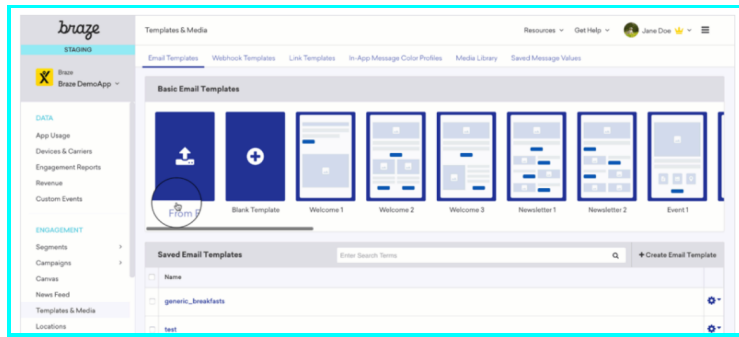 braze
STAGING
Braze
Braze DemoApp
DATA
App Usage
Devices & Carriers
Engagement Reports
Revenue
Custom Events
ENGAGEMENT
Segments
Campaigns
Canvas
News Feed
Templates & Media
Locations
Templates & Media
Resources
Get Help
Jane Doe
Email Templates Webhook Templates Link Templates In-App Message Color Profiles Media Library Saved Message Values
Basic Email Templates
From F
Blank Template
Welcome 1
Welcome 2
Welcome 3
Newsletter 1
Newsletter 2
Event 1
Saved Email Templates
Enter Search Terms
+ Create Email Template
Name
generic_breakfasts
test